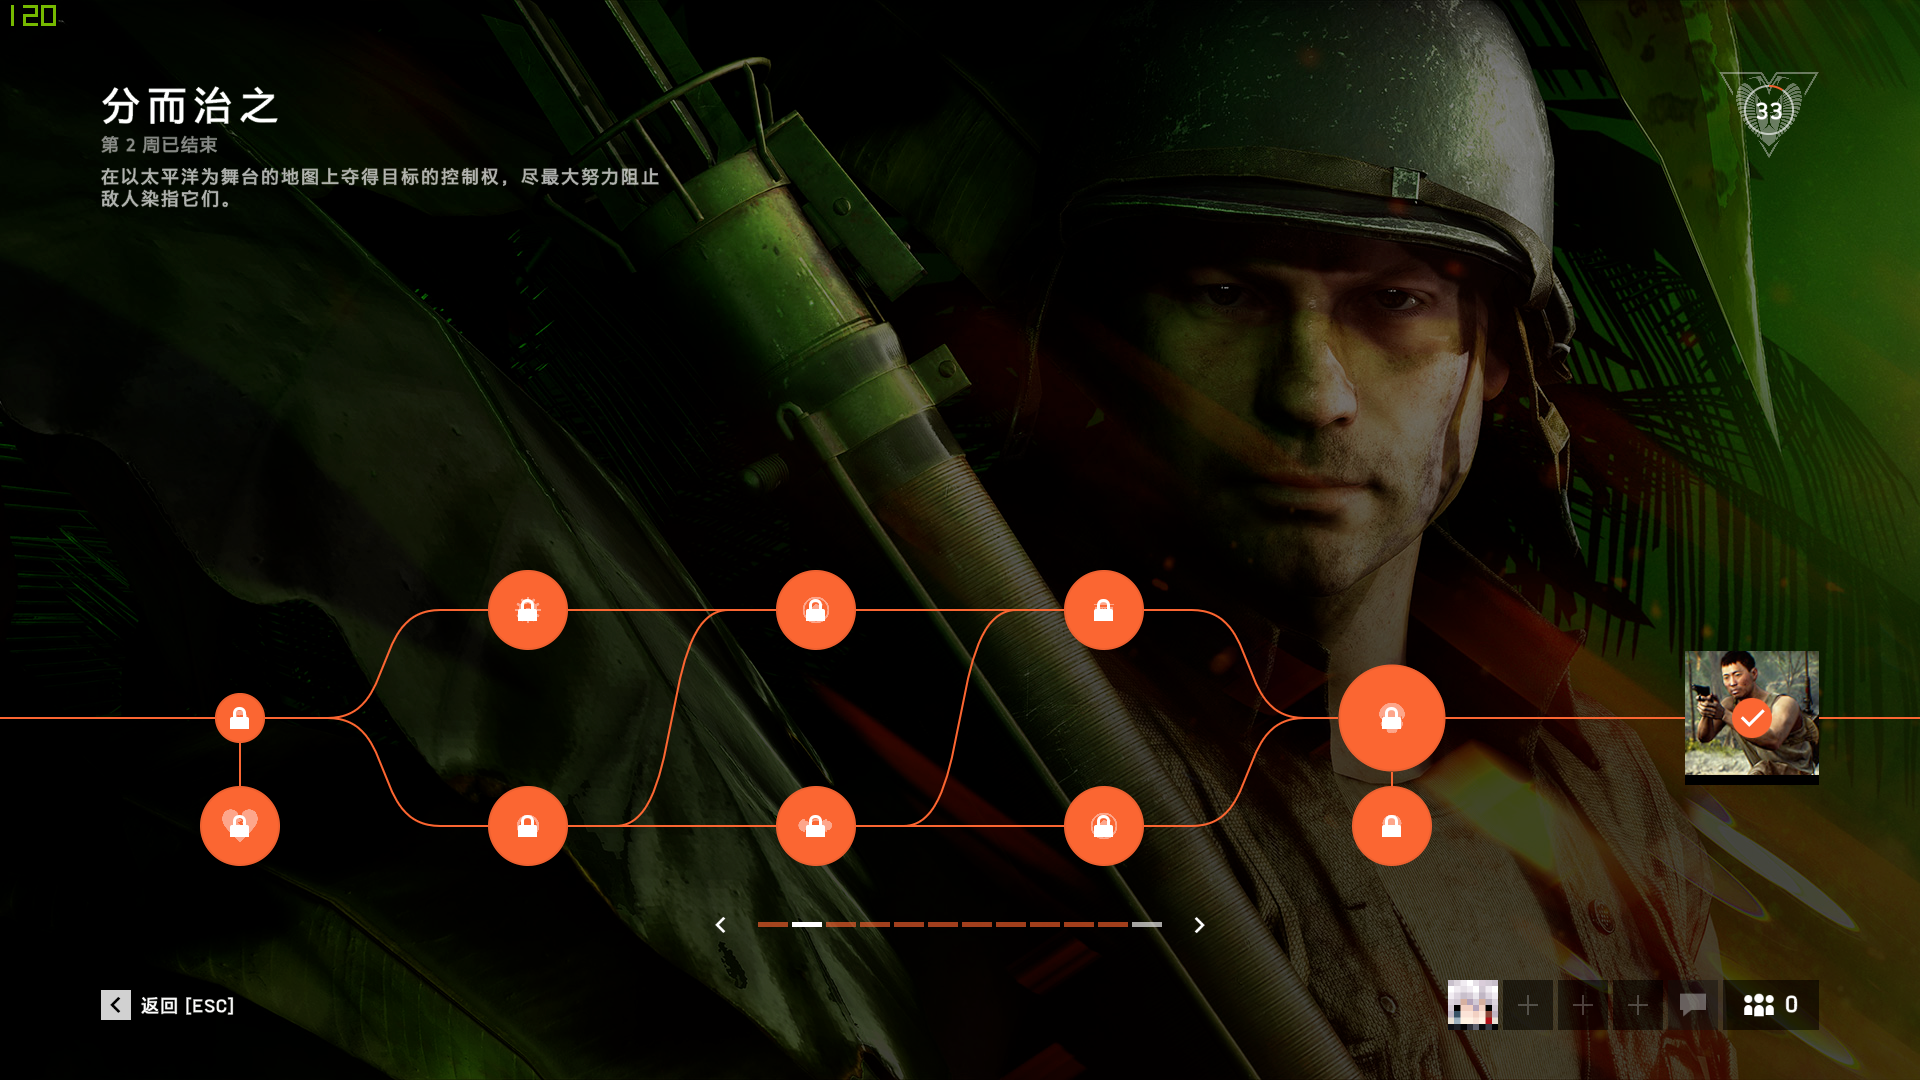 120
分而治之
33
第 2 周已结束
在以太平洋为舞台的地图上夺得目标的控制权，尽最大努力阻止
敌人染指它们。
返回 [ESC]
0